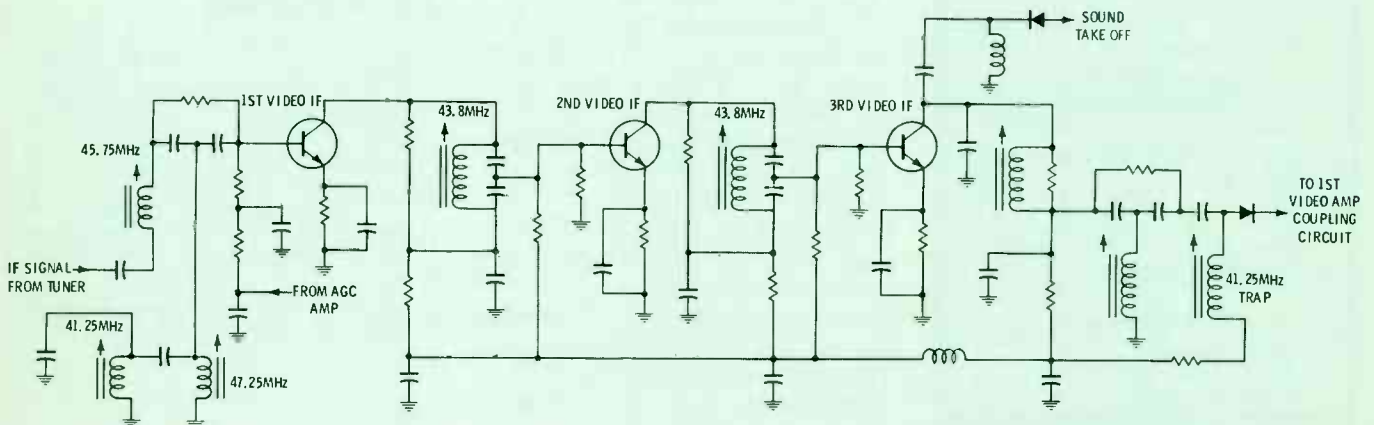 SOUND
TAKE OFF
1ST VIDEO IF
43.8MHz
2ND VIDEO IF
43.8MHz
3RD VIDEO IF
45.75MHz
TO 1ST
VIDEO AMP
COUPLING
CIRCUIT
IF SIGNAL
FROM TUNER
FROM AGC
AMP
41.25MHz
TRAP
41.25MHz
47.25MHz